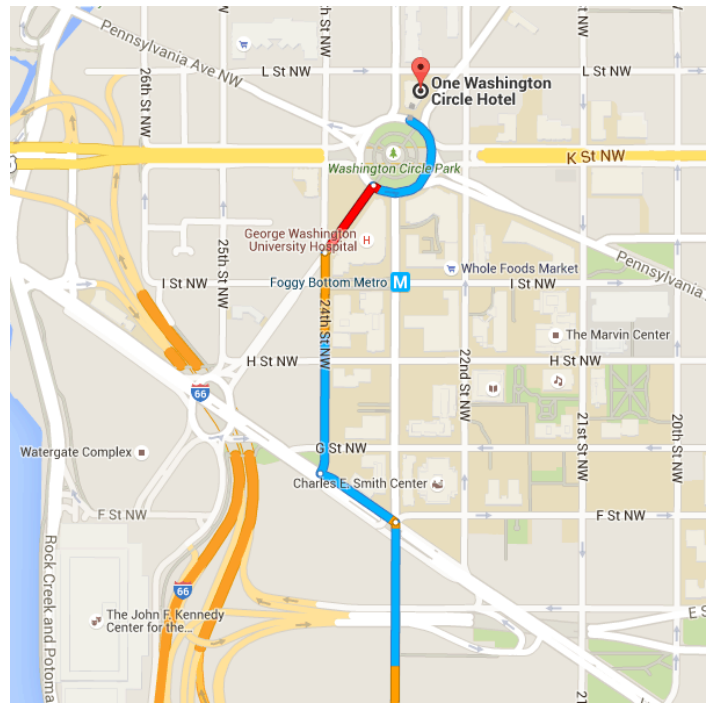 Pennsylvania Ave NW
L St NW
L St NW
26th St NW
One Washington
Circle Hotel
K St NW
Washington Circle Park
George Washington
University Hospital
H
25th St NW
Pennsylvania A
Whole Foods Market
I St NW
Foggy Bottom Metro
M
I St NW
24th St NW
The Marvin Center
H St NW
H St NW
22nd St NW
21st St NW
20th St NW
66
G St NW
Watergate Complex
Charles E. Smith Center
F St NW
F St NW
Rock Creek and Potoma
66
The John F. Kennedy
Center for the...
E S
21